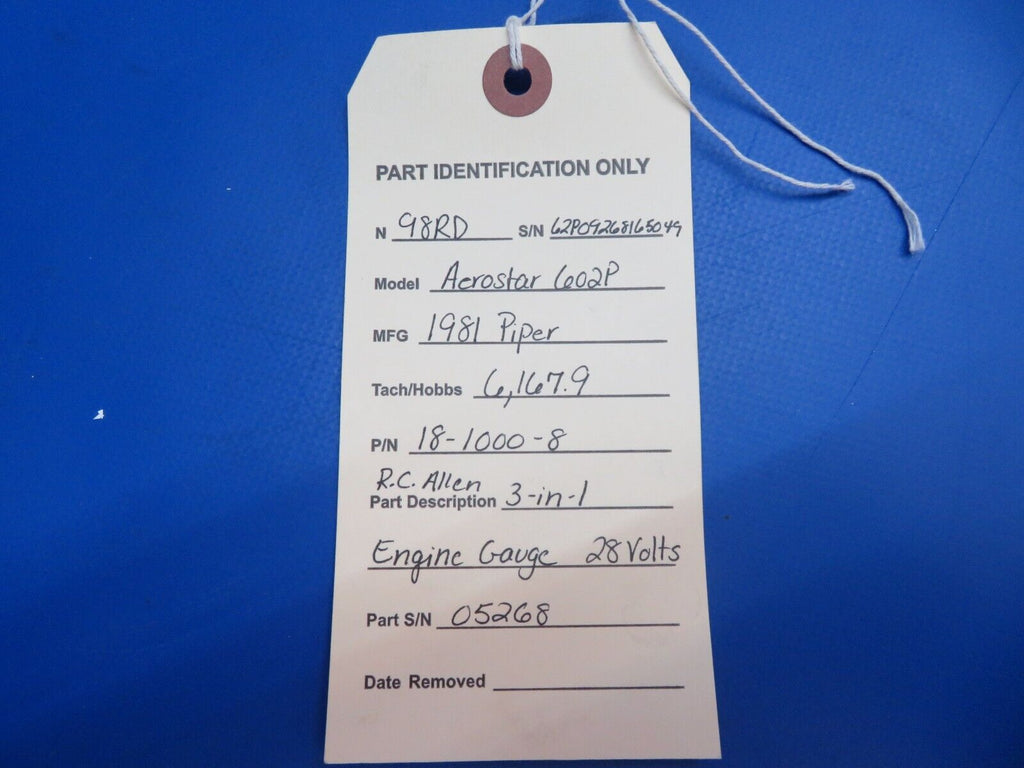 PART IDENTIFICATION ONLY
N 98RD S/N 62P09268165049
Model Aerostar 602P
MFG 1981 Piper
Tach/Hobbs 6,167.9
P/N 18-1000-8
R.C. Allen
Part Description 3-in-1
Engine Gauge 28 Volts
Part S/N 05268
Date Removed